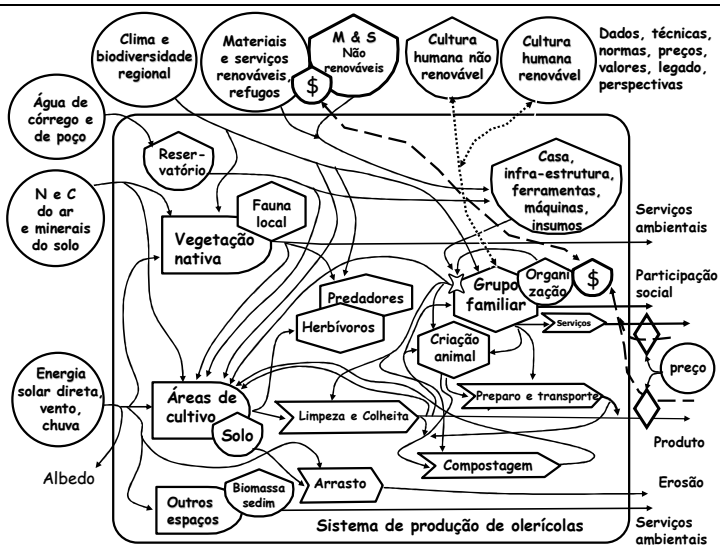 Clima e
biodiversidade
regional
Materiais
e serviços
renováveis,
refugos
$
M & S
Não
renováveis
Cultura
humana não
renovável
Cultura
humana
renovável
Dados, técnicas,
normas, preços,
valores, legado,
perspectivas
Água de
córrego e
de poço
Reser-
vatório
Casa,
infra-estrutura,
ferramentas,
máquinas,
insumos
N e C
do ar
e minerais
do solo
Fauna
local
Vegetação
nativa
Serviços
ambientais
Predadores
Herbívoros
Grupo
familiar
Organi
zação
$
Participação
social
Serviços
Criação
animal
preço
Energia
solar direta,
vento,
chuva
Áreas de
cultivo
Solo
Limpeza e Colheita
Preparo e transporte
Produto
Albedo
Compostagem
Arrasto
Erosão
Outros
espaços
Biomassa
sedim
Sistema de produção de olerícolas
Serviços
ambientais